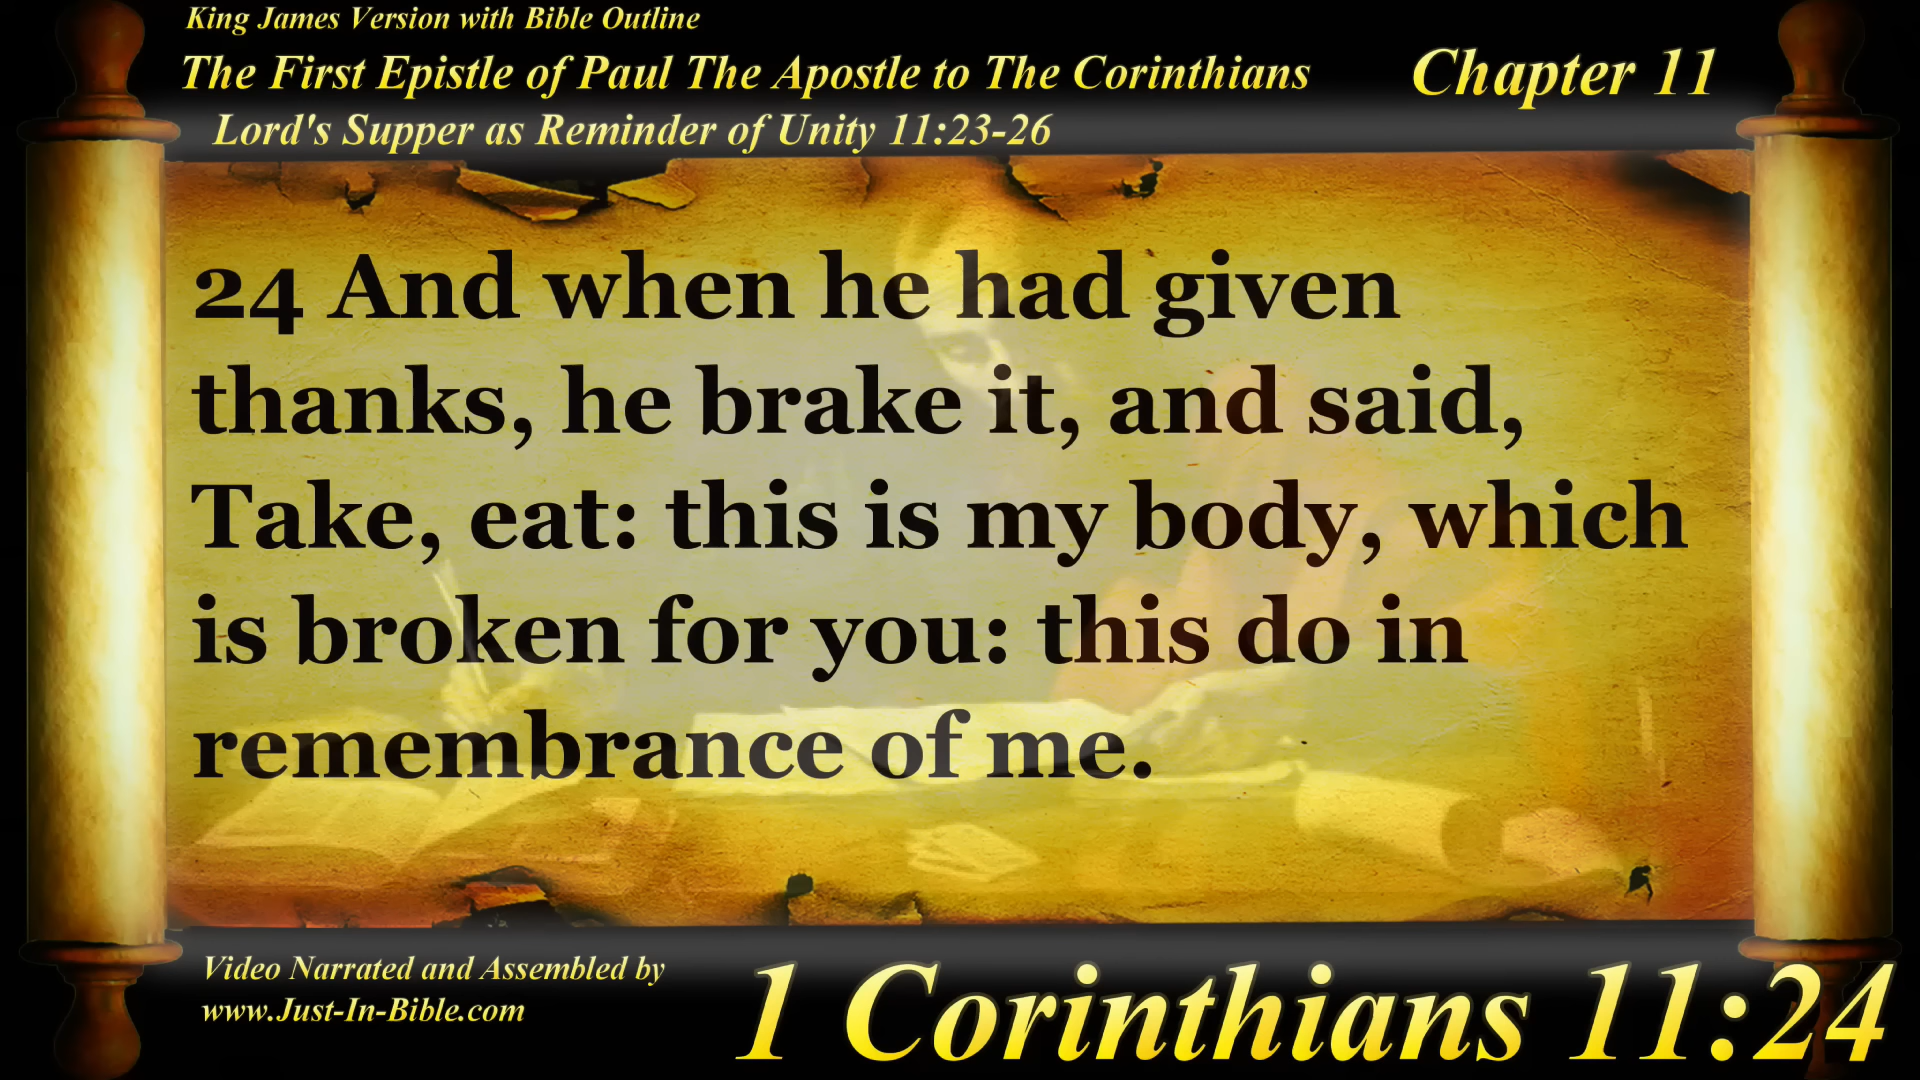 King James Version with Bible Outline
The First Epistle of Paul The Apostle to The Corinthians
Chapter 11
Lord's Supper as Reminder of Unity 11:23-26
24 And when he had given
thanks, he brake it, and said,
Take, eat: this is my body, which
is broken for you: this do in
remembrance of me.
Video Narrated and Assembled by
www.Just-In-Bible.com
1 Corinthians 11:24